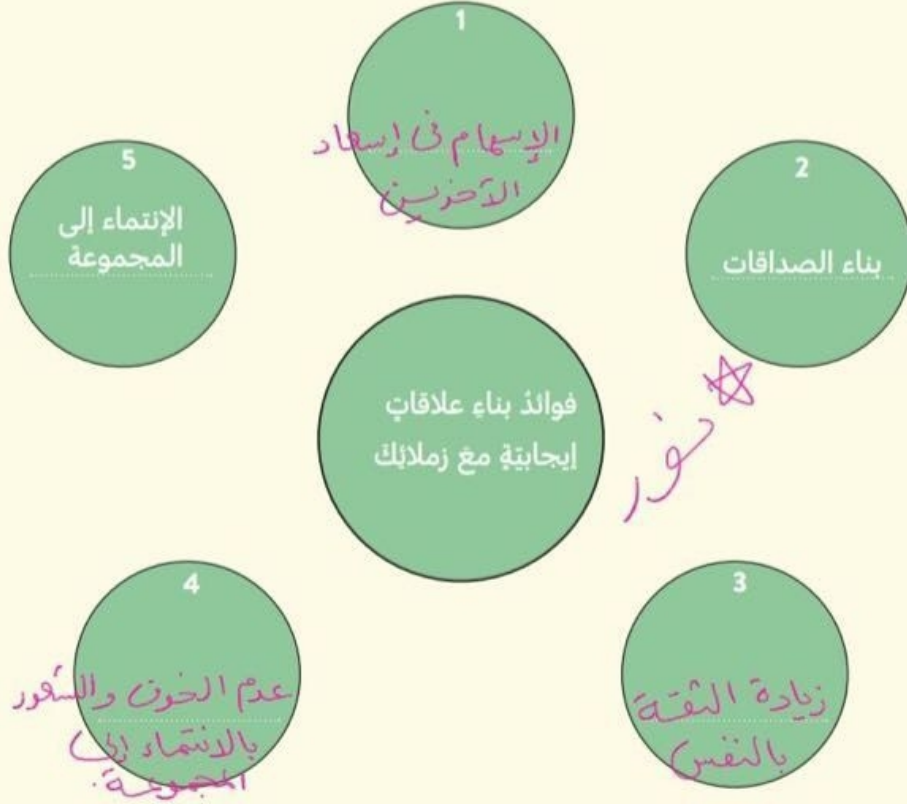 1
الإسهام في إسعاد
الآخرين
2
بناء الصداقات
5
الإنتماء إلى
المجموعة
فوائدُ بناءِ علاقاتٍ
إيجابيّةٍ معَ زملائِكَ
نور
3
زيادة الثقة
بالنفس
4
عدم الخوف والشعور
بالانتماء إلى
المجموعة.